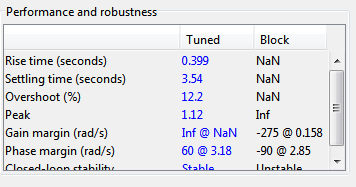 Performance and robustness
Tuned Block
Rise time (seconds) 0.399 NaN
Settling time (seconds) 3.54 NaN
Overshoot (%) 12.2 NaN
Peak 1.12 Inf
Gain margin (rad/s) Inf @ NaN -275 @ 0.158
Phase margin (rad/s) 60 @ 3.18 -90 @ 2.85
Closed-loop stability Stable Unstable